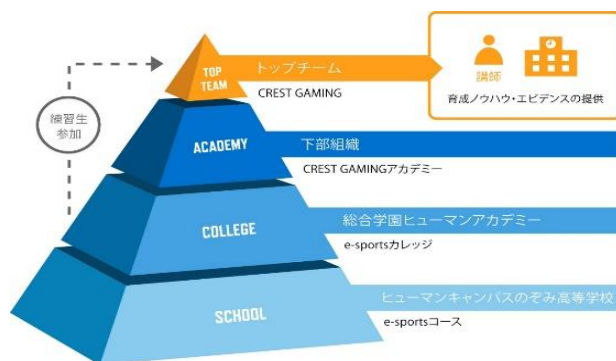 TOP
TEAM
トップチーム
CREST GAMING
講師
育成ノウハウ・エビデンスの提供
練習生
参加
ACADEMY
下部組織
CREST GAMINGアカデミー
COLLEGE
総合学園ヒューマンアカデミー
e-sportsカレッジ
SCHOOL
ヒューマンキャンパスのぞみ高等学校
e-sportsコース